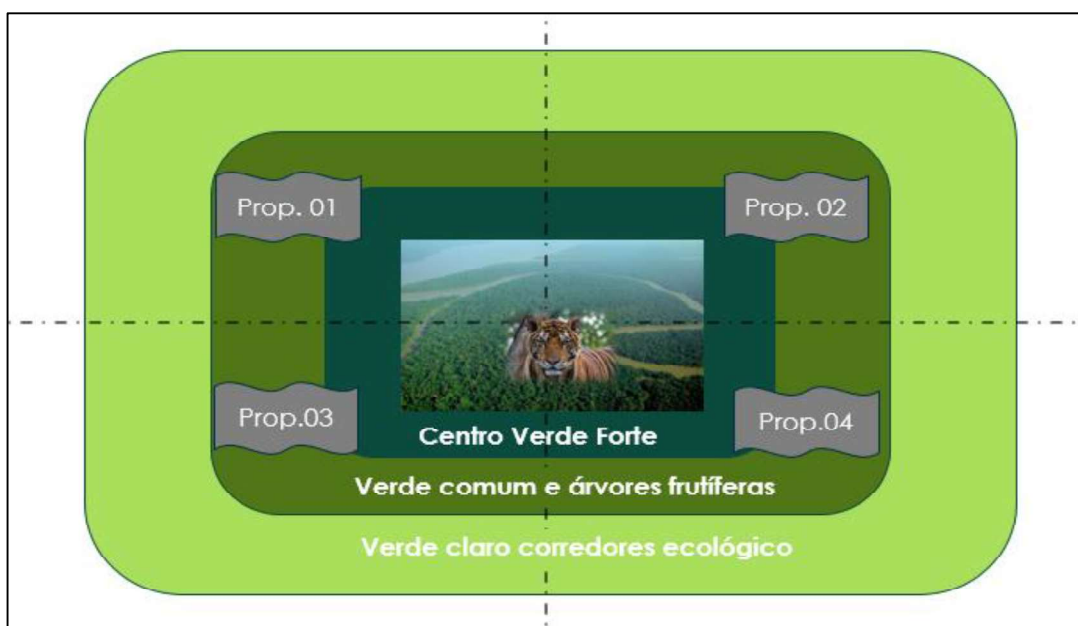 Prop. 01
Prop. 02
Prop.03
Prop.04
Centro Verde Forte
Verde comum e árvores frutíferas
Verde claro corredores ecológico